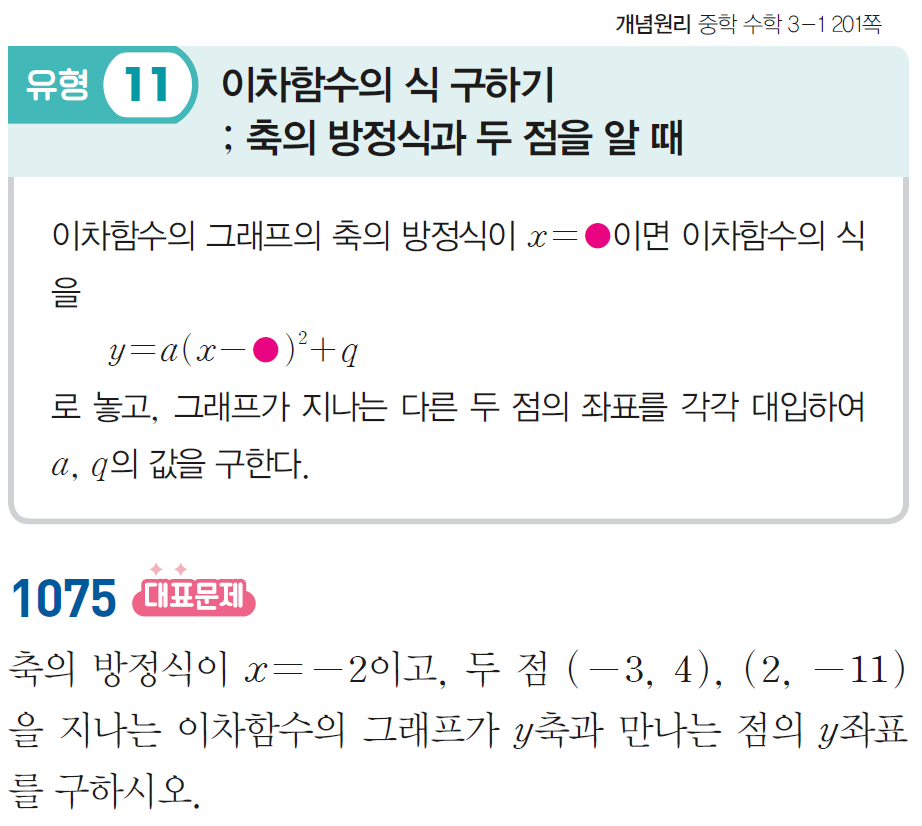 개념원리 중학 수학 3-1 201쪽
유형 11 이차함수의 식 구하기
; 축의 방정식과 두 점을 알 때
이차함수의 그래프의 축의 방정식이 x=●이면 이차함수의 식
을
y=a(x-●)²+q
로 놓고, 그래프가 지나는 다른 두 점의 좌표를 각각 대입하여
a, q의 값을 구한다.
1075 대표문제
축의 방정식이 x=-2이고, 두 점 (-3, 4), (2, -11)
을 지나는 이차함수의 그래프가 y축과 만나는 점의 y좌표
를 구하시오.